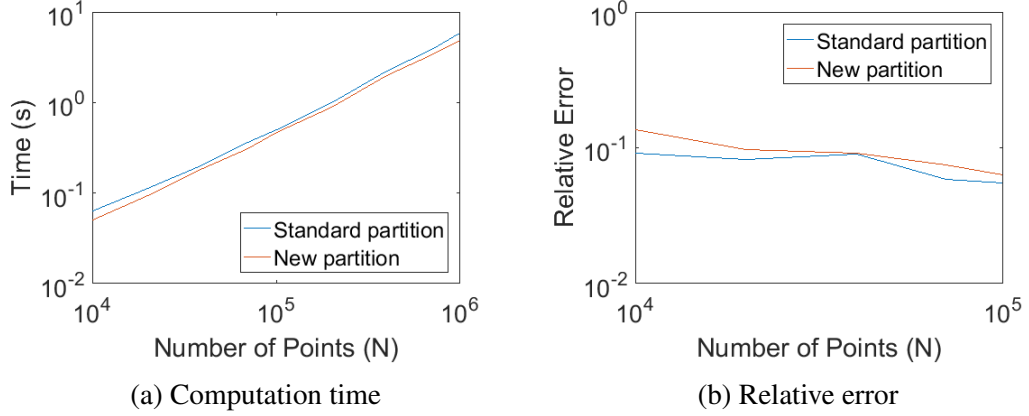 10^1
10^0
10^-1
10^-2
Time (s)
Standard partition
New partition
10^4
10^5
10^6
Number of Points (N)
(a) Computation time
10^0
10^-1
10^-2
Relative Error
Standard partition
New partition
10^4
10^5
Number of Points (N)
(b) Relative error